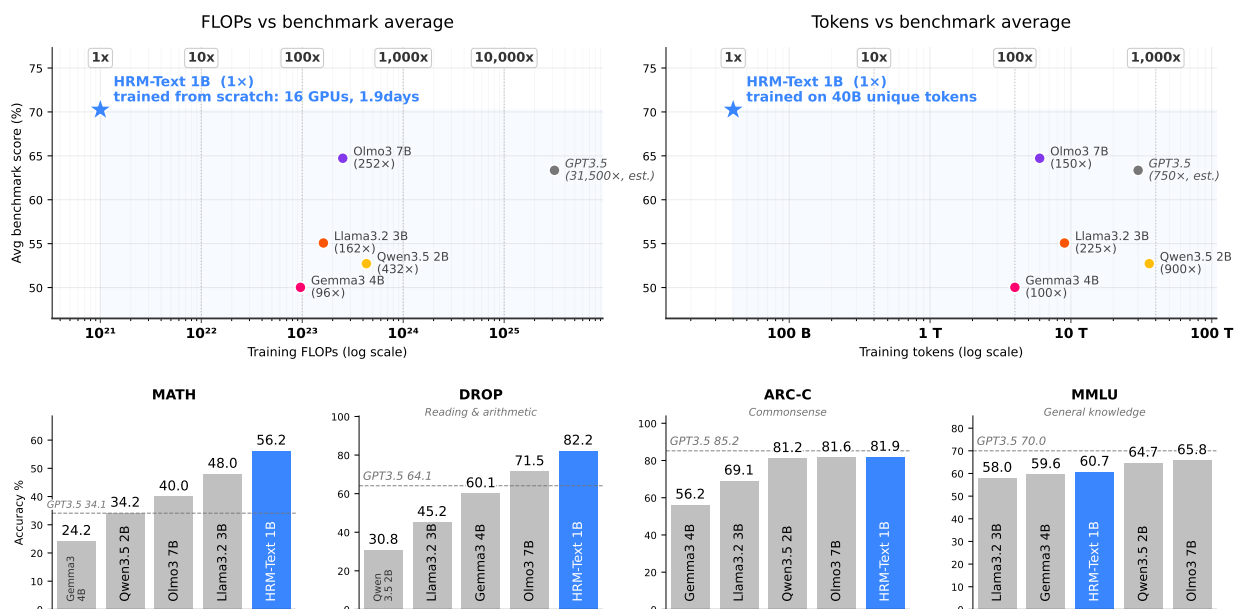 FLOPs vs benchmark average
1x
10x
100x
1,000x
10,000x
HRM-Text 1B (1×)
trained from scratch: 16 GPUs, 1.9days
Olmo3 7B
(252×)
GPT3.5
(31,500×, est.)
Llama3.2 3B
(162×)
Qwen3.5 2B
(432×)
Gemma3 4B
(96×)
Avg benchmark score (%)
75
70
65
60
55
50
10²¹
10²²
10²³
10²⁴
10²⁵
Training FLOPs (log scale)
Tokens vs benchmark average
1x
10x
100x
1,000x
HRM-Text 1B (1×)
trained on 40B unique tokens
Olmo3 7B
(150×)
GPT3.5
(750×, est.)
Llama3.2 3B
(225×)
Qwen3.5 2B
(900×)
Gemma3 4B
(100×)
75
70
65
60
55
50
100 B
1 T
10 T
100 T
Training tokens (log scale)
MATH
Accuracy %
60
50
40
30
20
10
0
GPT3.5 34.1
24.2
34.2
40.0
48.0
56.2
Gemma3
4B
Qwen3.5 2B
Olmo3 7B
Llama3.2 3B
HRM-Text 1B
DROP
Reading & arithmetic
100
80
60
40
20
0
GPT3.5 64.1
30.8
45.2
60.1
71.5
82.2
Qwen
3.5 2B
Llama3.2 3B
Gemma3 4B
Olmo3 7B
HRM-Text 1B
ARC-C
Commonsense
100
80
60
40
20
0
GPT3.5 85.2
56.2
69.1
81.2
81.6
81.9
Gemma3 4B
Llama3.2 3B
Qwen3.5 2B
Olmo3 7B
HRM-Text 1B
MMLU
General knowledge
80
70
60
50
40
30
20
10
0
GPT3.5 70.0
58.0
59.6
60.7
64.7
65.8
Llama3.2 3B
Gemma3 4B
HRM-Text 1B
Qwen3.5 2B
Olmo3 7B